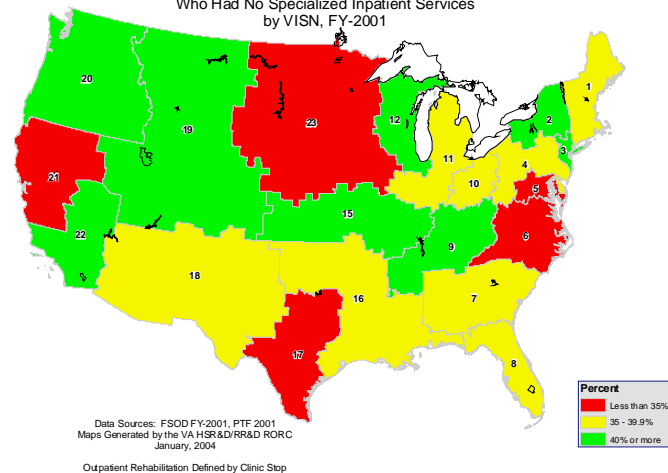 Who Had No Specialized Inpatient Services
by VISN, FY-2001
20
19
23
12
1
2
3
11
4
10
5
21
15
22
9
6
18
16
7
17
8
Percent
Less than 35%
35 - 39.9%
40% or more
Data Sources: FSOD FY-2001, PTF 2001
Maps Generated by the VA HSR&D/RR&D RORC
January, 2004
Outpatient Rehabilitation Defined by Clinic Stop